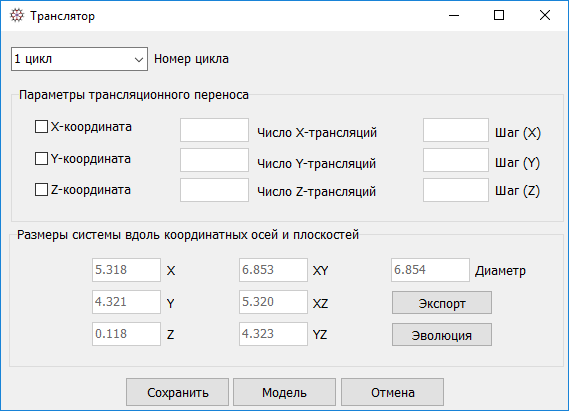 Транслятор
1 цикл Номер цикла
Параметры трансляционного переноса
X-координата Число X-трансляций Шаг (X)
Y-координата Число Y-трансляций Шаг (Y)
Z-координата Число Z-трансляций Шаг (Z)
Размеры системы вдоль координатных осей и плоскостей
5.318 X 6.853 XY 6.854 Диаметр
4.321 Y 5.320 XZ Экспорт
0.118 Z 4.323 YZ Эволюция
Сохранить Модель Отмена